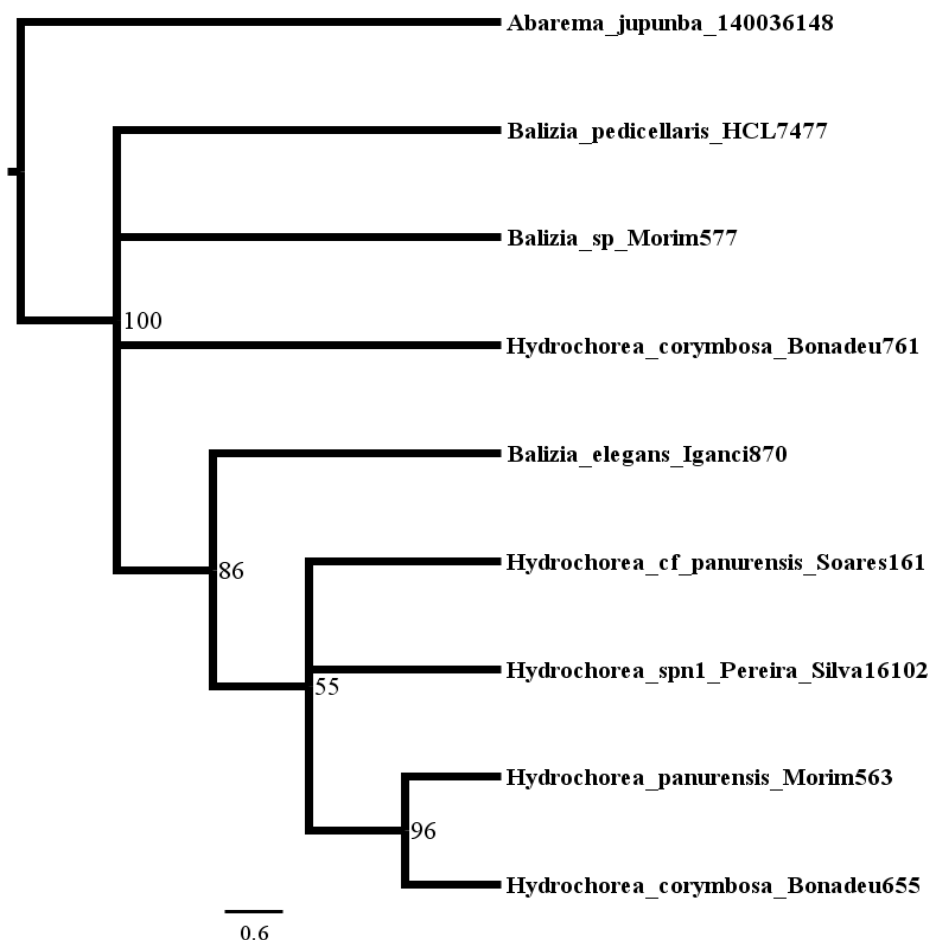 Abarema_jupunba_140036148
Balizia_pedicellaris_HCL7477
Balizia_sp_Morim577
100
Hydrochorea_corymbosa_Bonadeu761
Balizia_elegans_Iganci870
86
Hydrochorea_cf_panurensis_Soares161
Hydrochorea_spn1_Pereira_Silva16102
55
Hydrochorea_panurensis_Morim563
96
Hydrochorea_corymbosa_Bonadeu655
0.6